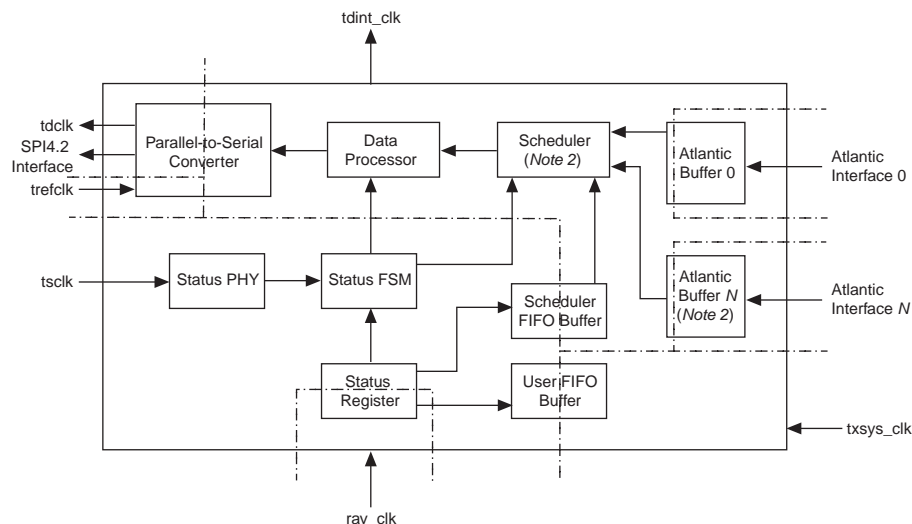 tdint_clk
tdclk
SPI4.2
Interface
trefclk
Parallel-to-Serial
Converter
Data
Processor
Scheduler
(Note 2)
Atlantic
Buffer 0
Atlantic
Interface 0
tsclk
Status PHY
Status FSM
Scheduler
FIFO Buffer
Atlantic
Buffer N
(Note 2)
Atlantic
Interface N
Status
Register
User FIFO
Buffer
txsys_clk
rav_clk